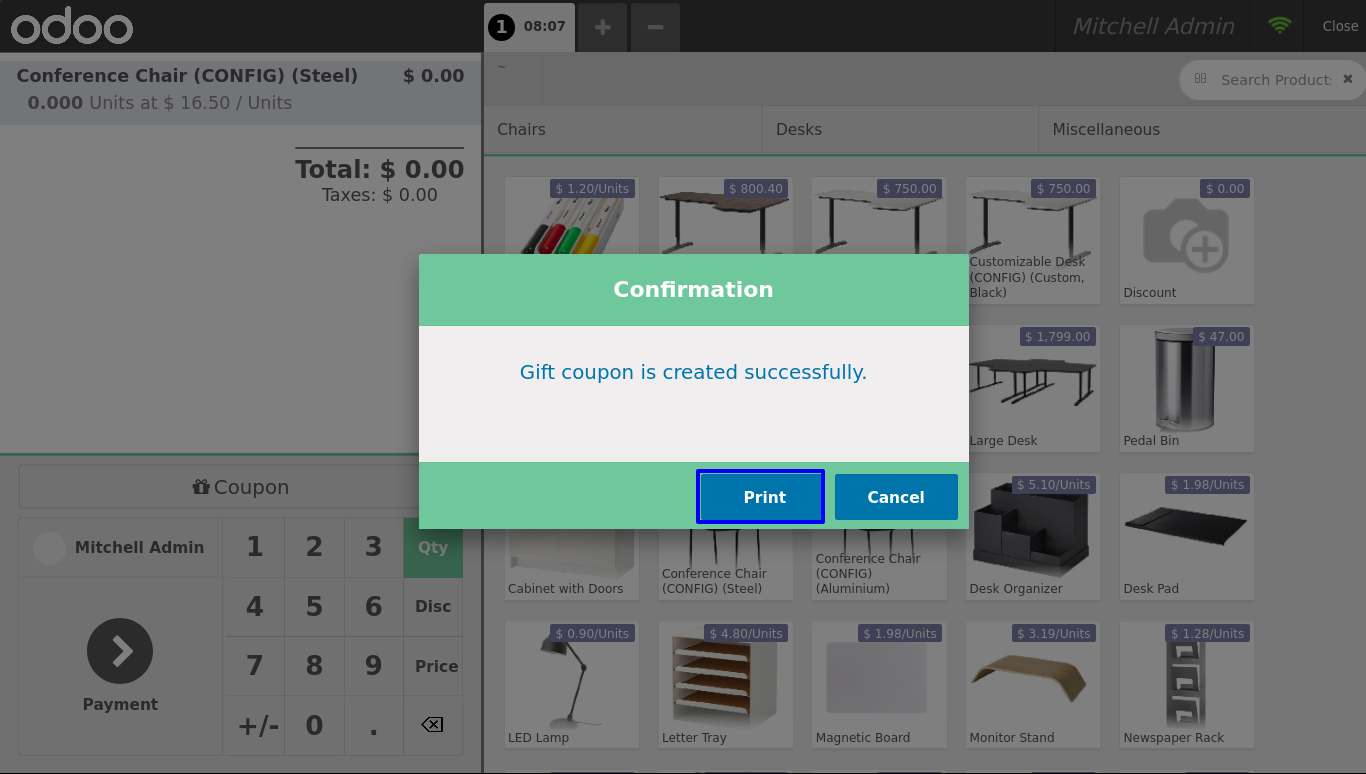 odoo
1 08:07
+
−
Mitchell Admin
Close
Conference Chair (CONFIG) (Steel) $ 0.00
0.000 Units at $ 16.50 / Units
Total: $ 0.00
Taxes: $ 0.00
~
Search Products
Chairs
Desks
Miscellaneous
$ 1.20/Units
$ 800.40
$ 750.00
$ 750.00
Customizable Desk
(CONFIG) (Custom,
Black)
$ 0.00
Discount
Confirmation
Gift coupon is created successfully.
Print
Cancel
$ 1,799.00
Large Desk
$ 47.00
Pedal Bin
Cabinet with Doors
Conference Chair
(CONFIG) (Steel)
Conference Chair
(CONFIG)
(Aluminium)
$ 5.10/Units
Desk Organizer
$ 1.98/Units
Desk Pad
$ 0.90/Units
LED Lamp
$ 4.80/Units
Letter Tray
$ 1.98/Units
Magnetic Board
$ 3.19/Units
Monitor Stand
$ 1.28/Units
Newspaper Rack
Coupon
Mitchell Admin
Payment
1 2 3 Qty
4 5 6 Disc
7 8 9 Price
+/- 0 .